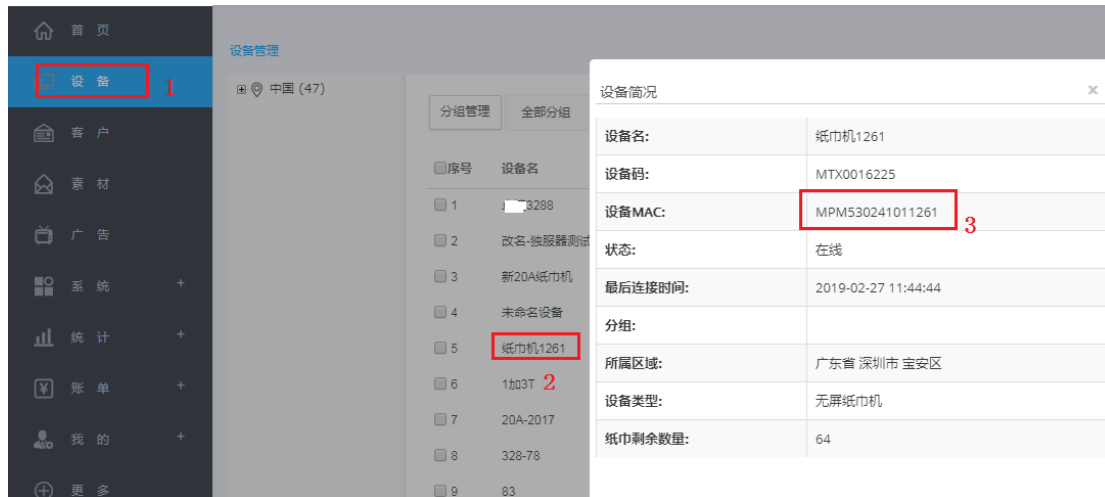 首 页
设 备
1
客 户
素 材
广 告
系 统 +
统 计 +
账 单 +
我 的 +
更 多
设备管理
中国 (47)
分组管理 全部分组
序号 设备名
1 3288
2 改名-独服器测试
3 新20A纸巾机
4 未命名设备
5 纸巾机1261
2
6 1加3T
7 20A-2017
8 328-78
9 83
设备简况 x
设备名: 纸巾机1261
设备码: MTX0016225
设备MAC: MPM530241011261
3
状态: 在线
最后连接时间: 2019-02-27 11:44:44
分组:
所属区域: 广东省 深圳市 宝安区
设备类型: 无屏纸巾机
纸巾剩余数量: 64